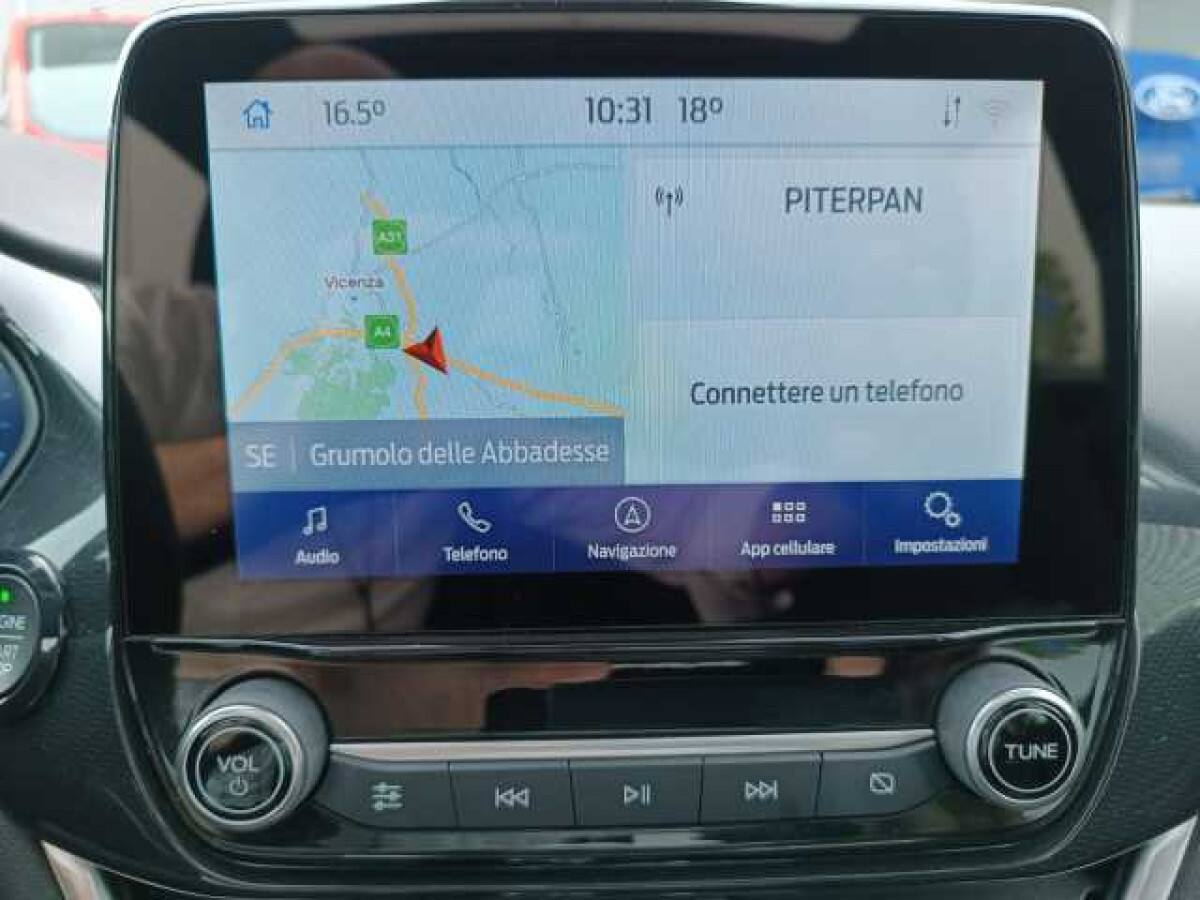 16.5° 10:31 18°
A31
Vicenza
A4
PITERPAN
Connettere un telefono
SE | Grumolo delle Abbadesse
Audio Telefono Navigazione App cellulare Impostazioni
VOL
TUNE
Ford